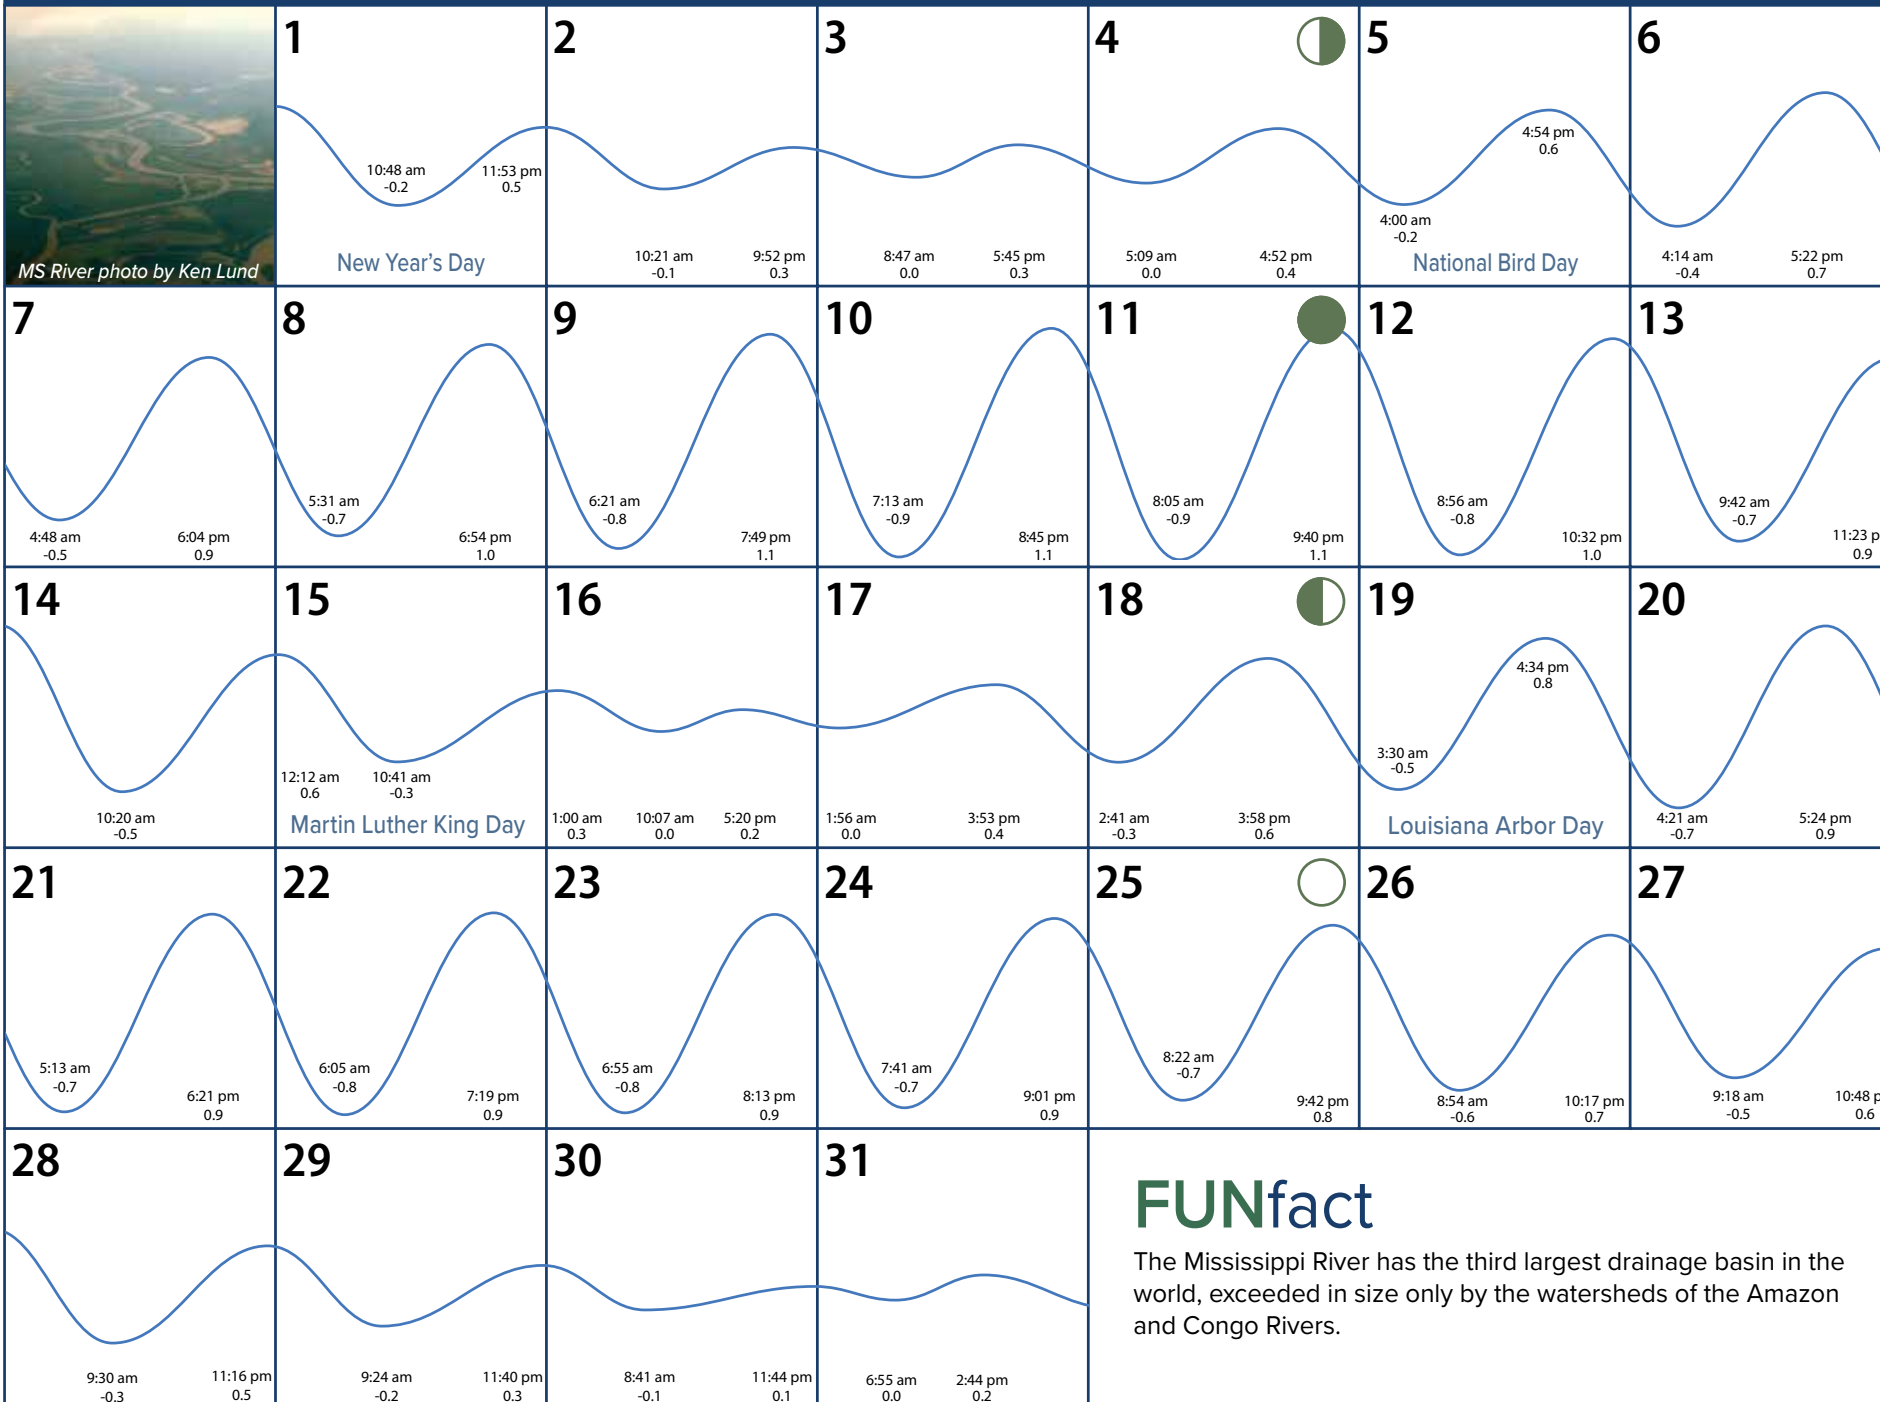 MS River photo by Ken Lund
1
10:48 am
-0.2
11:53 pm
0.5
New Year's Day
2
10:21 am
-0.1
9:52 pm
0.3
3
8:47 am
0.0
5:45 pm
0.3
4
5:09 am
0.0
4:52 pm
0.4
5
4:00 am
-0.2
4:54 pm
0.6
National Bird Day
6
4:14 am
-0.4
5:22 pm
0.7
7
4:48 am
-0.5
6:04 pm
0.9
8
5:31 am
-0.7
6:54 pm
1.0
9
6:21 am
-0.8
7:49 pm
1.1
10
7:13 am
-0.9
8:45 pm
1.1
11
8:05 am
-0.9
9:40 pm
1.1
12
8:56 am
-0.8
10:32 pm
1.0
13
9:42 am
-0.7
11:23 p
0.9
14
10:20 am
-0.5
15
12:12 am
0.6
10:41 am
-0.3
Martin Luther King Day
16
1:00 am
0.3
10:07 am
0.0
5:20 pm
0.2
17
1:56 am
0.0
3:53 pm
0.4
18
2:41 am
-0.3
3:58 pm
0.6
19
3:30 am
-0.5
4:34 pm
0.8
Louisiana Arbor Day
20
4:21 am
-0.7
5:24 pm
0.9
21
5:13 am
-0.7
6:21 pm
0.9
22
6:05 am
-0.8
7:19 pm
0.9
23
6:55 am
-0.8
8:13 pm
0.9
24
7:41 am
-0.7
9:01 pm
0.9
25
8:22 am
-0.7
9:42 pm
0.8
26
8:54 am
-0.6
10:17 pm
0.7
27
9:18 am
-0.5
10:48 p
0.6
28
9:30 am
-0.3
11:16 pm
0.5
29
9:24 am
-0.2
11:40 pm
0.3
30
8:41 am
-0.1
11:44 pm
0.1
31
6:55 am
0.0
2:44 pm
0.2
FUNfact
The Mississippi River has the third largest drainage basin in the
world, exceeded in size only by the watersheds of the Amazon
and Congo Rivers.